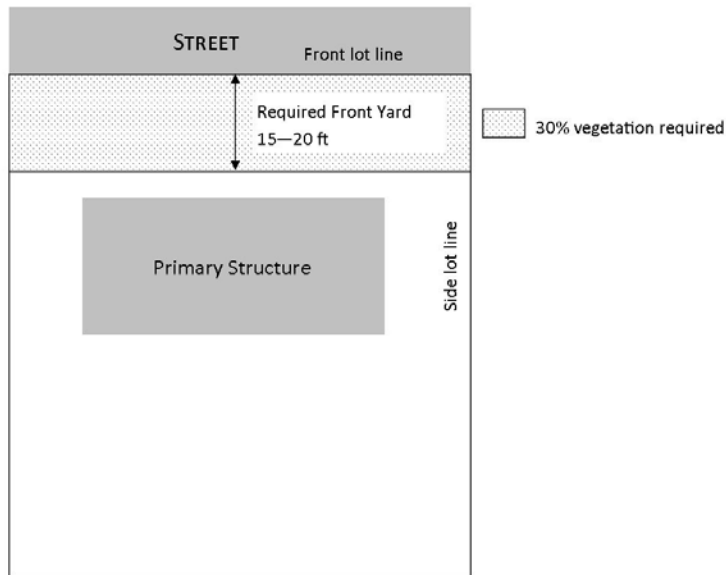 STREET
Front lot line
Required Front Yard
15—20 ft
30% vegetation required
Primary Structure
Side lot line